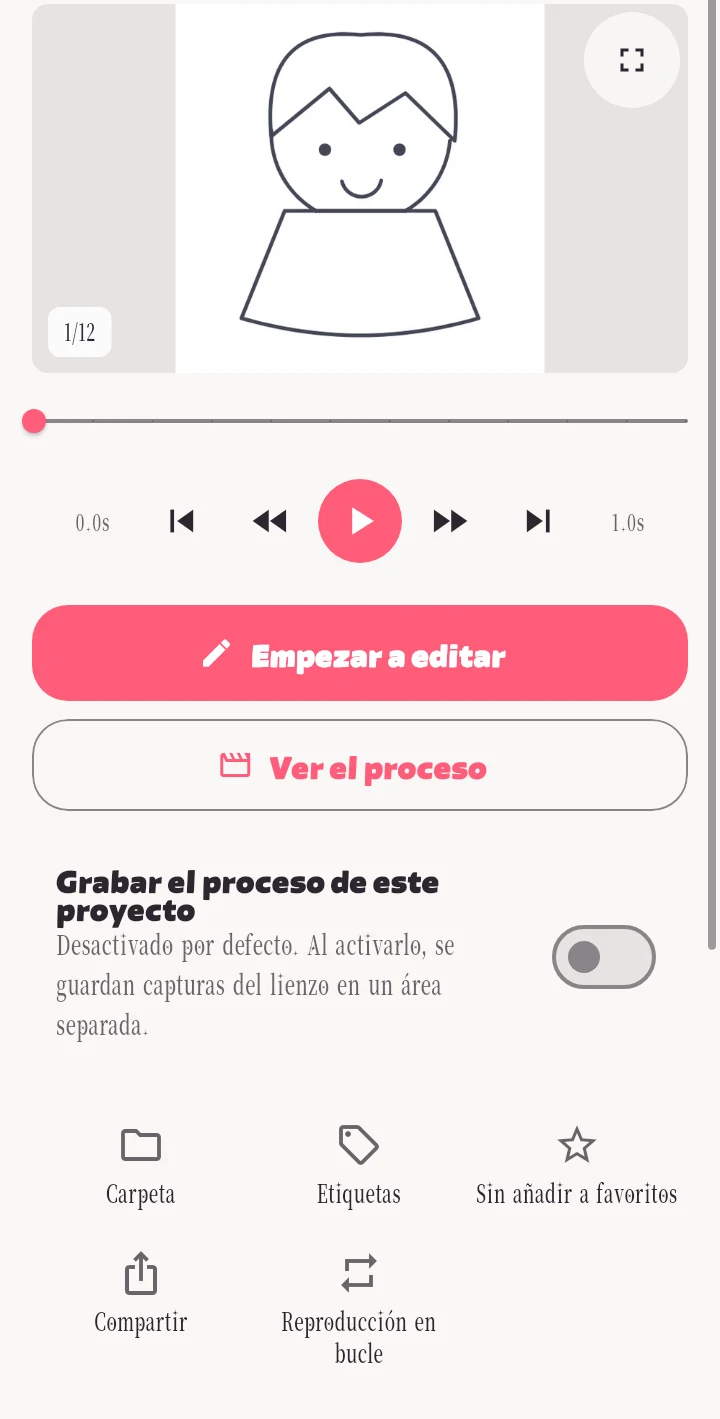 1/12
0.0s
1.0s
Empezar a editar
Ver el proceso
Grabar el proceso de este
proyecto
Desactivado por defecto. Al activarlo, se
guardan capturas del lienzo en un área
separada.
Carpeta
Etiquetas
Sin añadir a favoritos
Compartir
Reproducción en
bucle